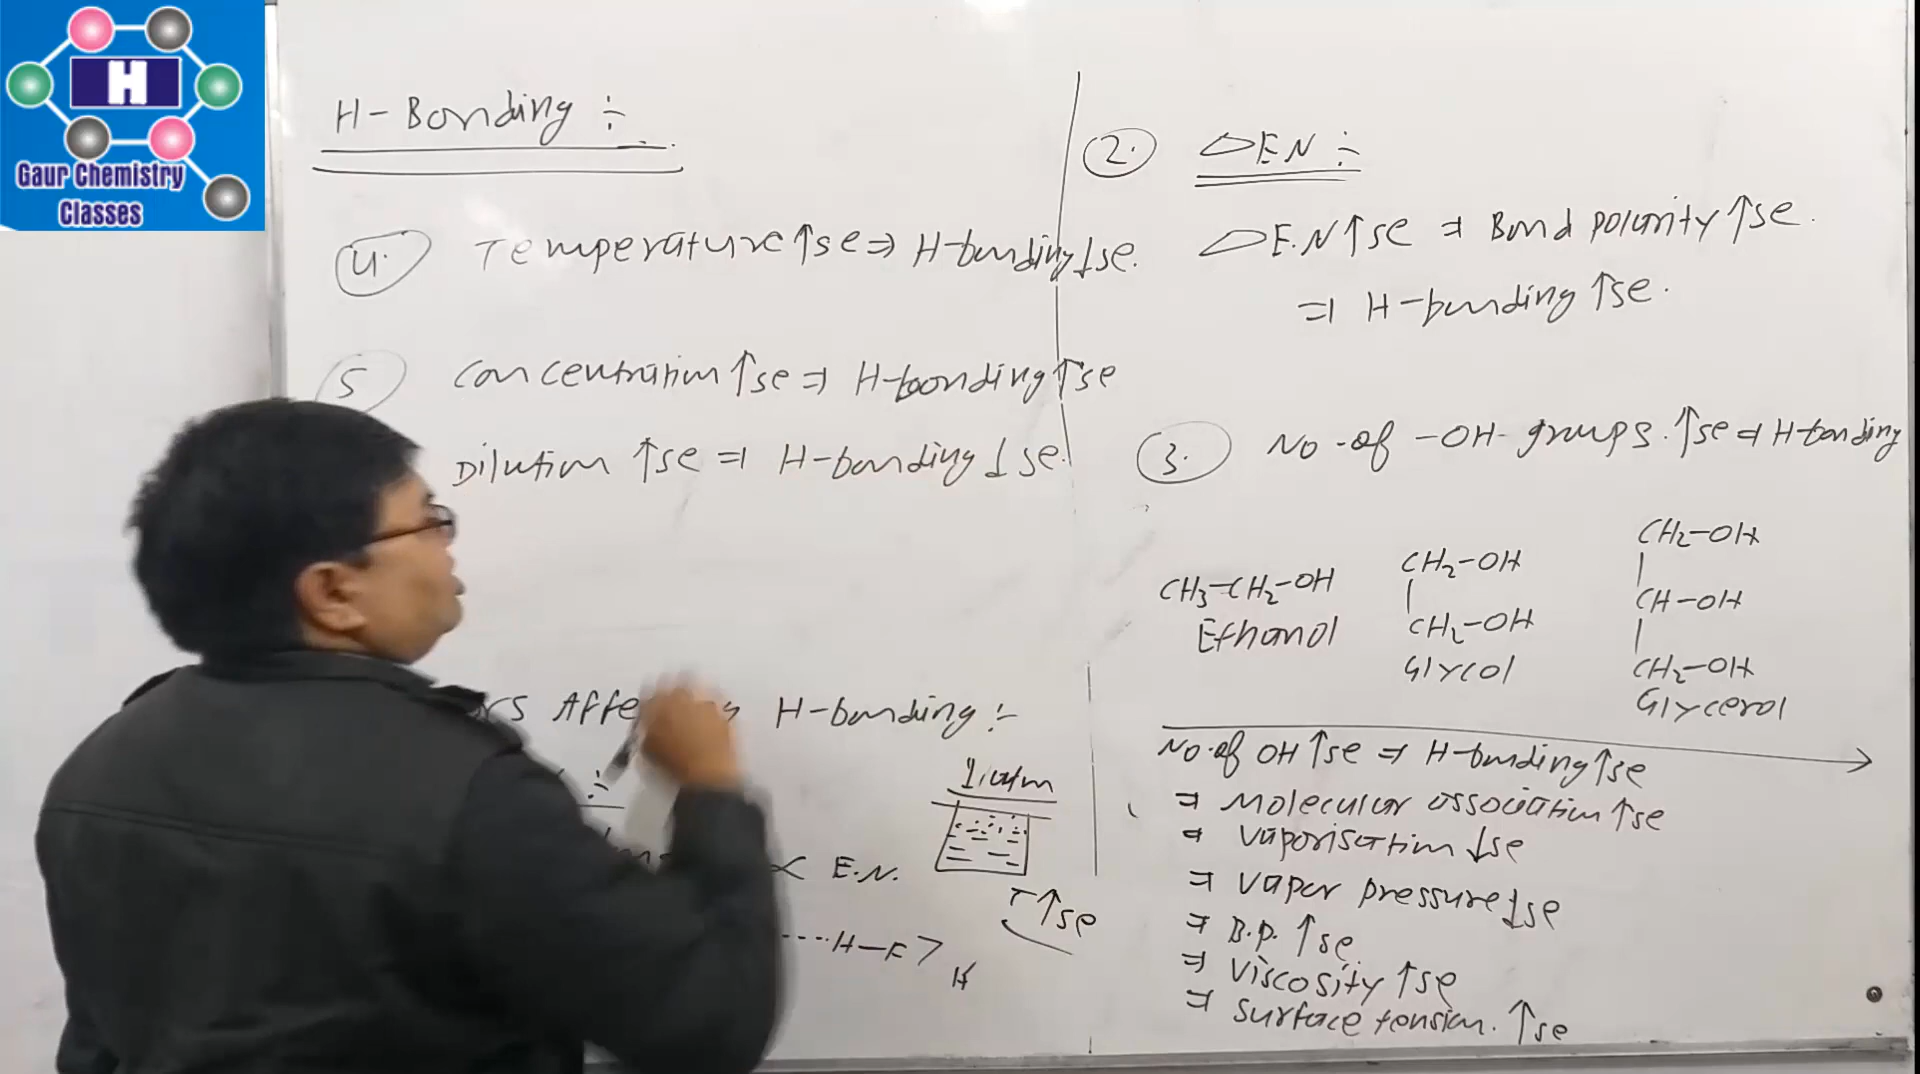 H
Gaur Chemistry
Classes
H-Bonding ÷
4. Temperature↑se ⇒ H-bonding↓se.
5 Concentration↑se ⇒ H-bonding↑se
Dilution ↑se ⇒ H-bonding↓se.
Affe H-bonding :-
∝ E.N.
----H-F >
1.0atm
T↑se
2. △EN ÷
△E.N↑se ⇒ Bond polarity↑se.
⇒ H-bonding↑se.
3. No-of -OH- groups.↑se ⇒ H-bonding
CH3-CH2-OH
Ethanol
CH2-OH
|
CH2-OH
Glycol
CH2-OH
|
CH-OH
|
CH2-OH
Glycerol
No.of OH↑se ⇒ H-bonding↑se
⇒ Molecular association↑se
⇒ vaporisation↓se
⇒ vapor pressure↓se
⇒ B.P. ↑se
⇒ Viscosity ↑se
⇒ Surface tension. ↑se